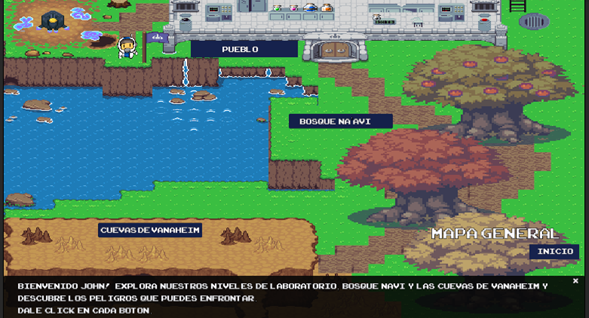 PUEBLO
BOSQUE NA AVI
CUEVAS DE VANAHEIM
MAPA GENERAL
INICIO
×
BIENVENIDO JOHN! EXPLORA NUESTROS NIVELES DE LABORATORIO. BOSQUE NAVI Y LAS CUEVAS DE VANAHEIM Y
DESCUBRE LOS PELIGROS QUE PUEDES ENFRENTAR
DALE CLICK EN CADA BOTON